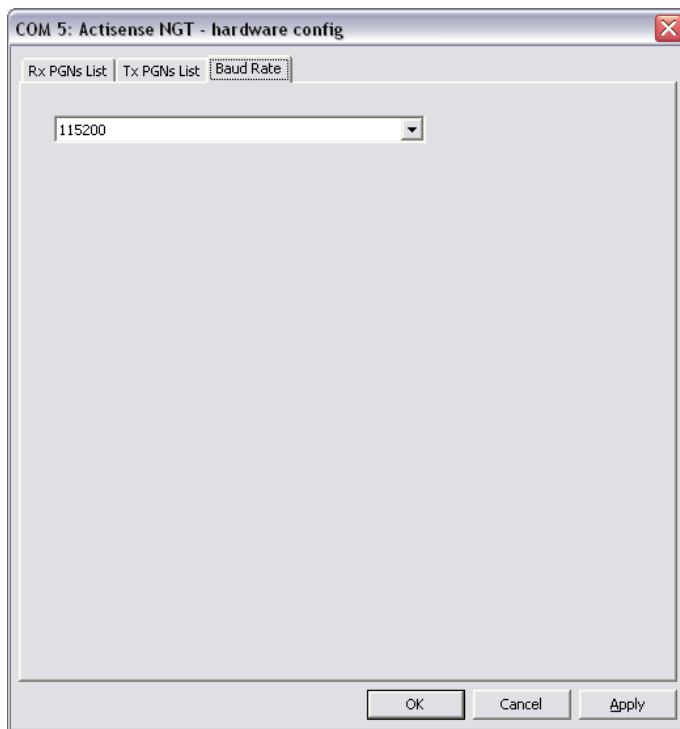 COM 5: Actisense NGT - hardware config
Rx PGNs List Tx PGNs List Baud Rate
115200
OK Cancel Apply